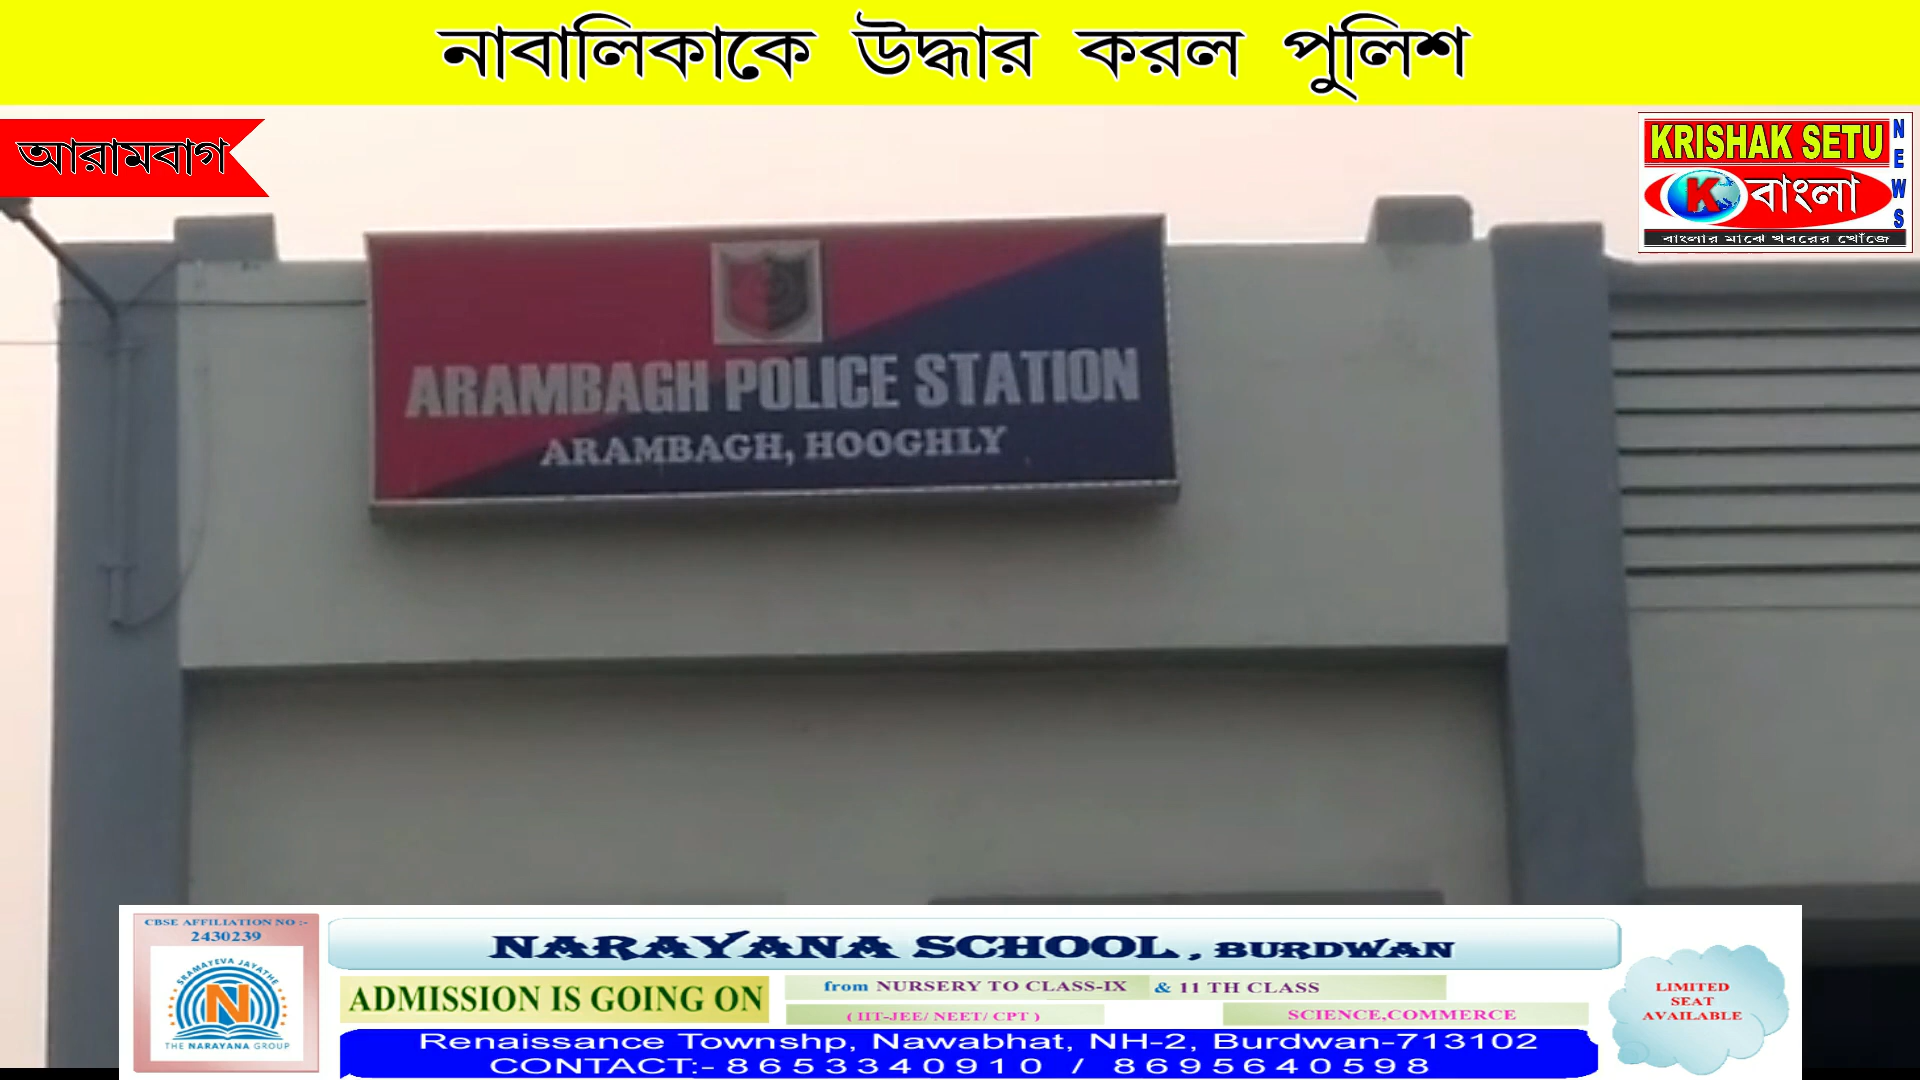 নাবালিকাকে উদ্ধার করল পুলিশ
আরামবাগ
KRISHAK SETU
NEWS
K বাংলা
বাংলার মাঝে খবরের খোঁজে
ARAMBAGH POLICE STATION
ARAMBAGH, HOOGHLY
CBSE AFFILIATION NO :-
2430239
SRAMAYEVA JAYATHE
N
THE NARAYANA GROUP
NARAYANA SCHOOL, BURDWAN
ADMISSION IS GOING ON
from NURSERY TO CLASS-IX & 11 TH CLASS
( IIT-JEE/ NEET/ CPT )
SCIENCE,COMMERCE
Renaissance Townshp, Nawabhat, NH-2, Burdwan-713102
CONTACT:- 8653340910 / 8695640598
LIMITED
SEAT
AVAILABLE